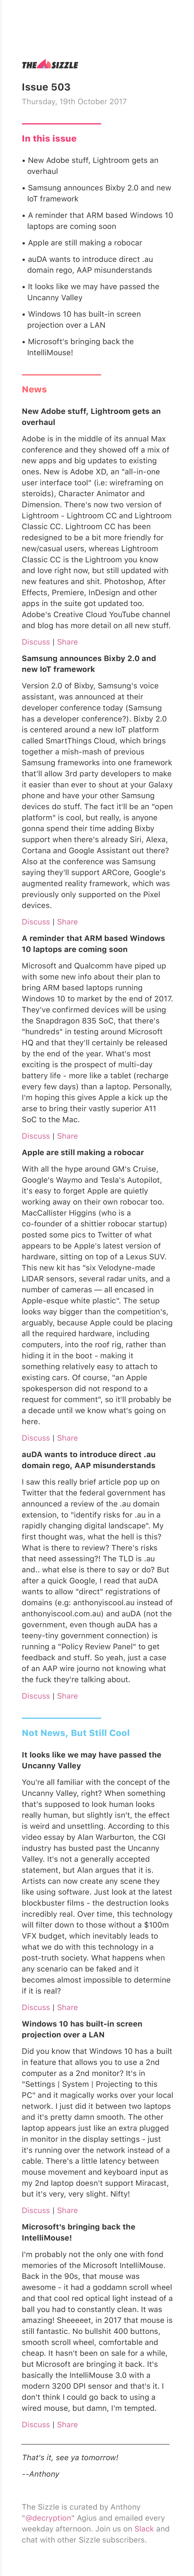 THE SIZZLE
Issue 503
Thursday, 19th October 2017
In this issue
• New Adobe stuff, Lightroom gets an
overhaul
• Samsung announces Bixby 2.0 and new
IoT framework
• A reminder that ARM based Windows 10
laptops are coming soon
• Apple are still making a robocar
• auDA wants to introduce direct .au
domain rego, AAP misunderstands
• It looks like we may have passed the
Uncanny Valley
• Windows 10 has built-in screen
projection over a LAN
• Microsoft's bringing back the
IntelliMouse!
News
New Adobe stuff, Lightroom gets an
overhaul
Adobe is in the middle of its annual Max
conference and they showed off a mix of
new apps and big updates to existing
ones. New is Adobe XD, an "all-in-one
user interface tool" (i.e: wireframing on
steroids), Character Animator and
Dimension. There's now two version of
Lightroom - Lightroom CC and Lightroom
Classic CC. Lightroom CC has been
redesigned to be a bit more friendly for
new/casual users, whereas Lightroom
Classic CC is the Lightroom you know
and love right now, but still updated with
new features and shit. Photoshop, After
Effects, Premiere, InDesign and other
apps in the suite got updated too.
Adobe's Creative Cloud YouTube channel
and blog has more detail on all new stuff.
Discuss | Share
Samsung announces Bixby 2.0 and
new IoT framework
Version 2.0 of Bixby, Samsung's voice
assistant, was announced at their
developer conference today (Samsung
has a developer conference?). Bixby 2.0
is centered around a new IoT platform
called SmartThings Cloud, which brings
together a mish-mash of previous
Samsung frameworks into one framework
that'll allow 3rd party developers to make
it easier than ever to shout at your Galaxy
phone and have your other Samsung
devices do stuff. The fact it'll be an "open
platform" is cool, but really, is anyone
gonna spend their time adding Bixby
support when there's already Siri, Alexa,
Cortana and Google Assistant out there?
Also at the conference was Samsung
saying they'll support ARCore, Google's
augmented reality framework, which was
previously only supported on the Pixel
devices.
Discuss | Share
A reminder that ARM based Windows
10 laptops are coming soon
Microsoft and Qualcomm have piped up
with some new info about their plan to
bring ARM based laptops running
Windows 10 to market by the end of 2017.
They've confirmed devices will be using
the Snapdragon 835 SoC, that there's
"hundreds" in testing around Microsoft
HQ and that they'll certainly be released
by the end of the year. What's most
exciting is the prospect of multi-day
battery life - more like a tablet (recharge
every few days) than a laptop. Personally,
I'm hoping this gives Apple a kick up the
arse to bring their vastly superior A11
SoC to the Mac.
Discuss | Share
Apple are still making a robocar
With all the hype around GM's Cruise,
Google's Waymo and Tesla's Autopilot,
it's easy to forget Apple are quietly
working away on their own robocar too.
MacCallister Higgins (who is a
co-founder of a shittier robocar startup)
posted some pics to Twitter of what
appears to be Apple's latest version of
hardware, sitting on top of a Lexus SUV.
This new kit has "six Velodyne-made
LIDAR sensors, several radar units, and a
number of cameras — all encased in
Apple-esque white plastic". The setup
looks way bigger than the competition's,
arguably, because Apple could be placing
all the required hardware, including
computers, into the roof rig, rather than
hiding it in the boot - making it
something relatively easy to attach to
existing cars. Of course, "an Apple
spokesperson did not respond to a
request for comment", so it'll probably be
a decade until we know what's going on
here.
Discuss | Share
auDA wants to introduce direct .au
domain rego, AAP misunderstands
I saw this really brief article pop up on
Twitter that the federal government has
announced a review of the .au domain
extension, to "identify risks for .au in a
rapidly changing digital landscape". My
first thought was, what the hell is this?
What is there to review? There's risks
that need assessing?! The TLD is .au
and.. what else is there to say or do? But
after a quick Google, I read that auDA
wants to allow "direct" registrations of
domains (e.g: anthonyiscool.au instead of
anthonyiscool.com.au) and auDA (not the
government, even though auDA has a
teeny-tiny government connection) is
running a "Policy Review Panel" to get
feedback and stuff. So yeah, just a case
of an AAP wire journo not knowing what
the fuck they're talking about.
Discuss | Share
Not News, But Still Cool
It looks like we may have passed the
Uncanny Valley
You're all familiar with the concept of the
Uncanny Valley, right? When something
that's supposed to look human looks
really human, but slightly isn't, the effect
is weird and unsettling. According to this
video essay by Alan Warburton, the CGI
industry has busted past the Uncanny
Valley. It's not a generally accepted
statement, but Alan argues that it is.
Artists can now create any scene they
like using software. Just look at the latest
blockbuster films - the destruction looks
incredibly real. Over time, this technology
will filter down to those without a $100m
VFX budget, which inevitably leads to
what we do with this technology in a
post-truth society. What happens when
any scenario can be faked and it
becomes almost impossible to determine
if it is real?
Discuss | Share
Windows 10 has built-in screen
projection over a LAN
Did you know that Windows 10 has a built
in feature that allows you to use a 2nd
computer as a 2nd monitor? It's in
"Settings | System | Projecting to this
PC" and it magically works over your local
network. I just did it between two laptops
and it's pretty damn smooth. The other
laptop appears just like an extra plugged
in monitor in the display settings - just
it's running over the network instead of a
cable. There's a little latency between
mouse movement and keyboard input as
my 2nd laptop doesn't support Miracast,
but it's very, very slight. Nifty!
Discuss | Share
Microsoft's bringing back the
IntelliMouse!
I'm probably not the only one with fond
memories of the Microsoft IntelliMouse.
Back in the 90s, that mouse was
awesome - it had a goddamn scroll wheel
and that cool red optical light instead of a
ball you had to constantly clean. It was
amazing! Sheeeeet, in 2017 that mouse is
still fantastic. No bullshit 400 buttons,
smooth scroll wheel, comfortable and
cheap. It hasn't been on sale for a while,
but Microsoft are bringing it back. It's
basically the IntelliMouse 3.0 with a
modern 3200 DPI sensor and that's it. I
don't think I could go back to using a
wired mouse, but damn, I'm tempted.
Discuss | Share
That's it, see ya tomorrow!
--Anthony
The Sizzle is curated by Anthony
"@decryption" Agius and emailed every
weekday afternoon. Join us on Slack and
chat with other Sizzle subscribers.